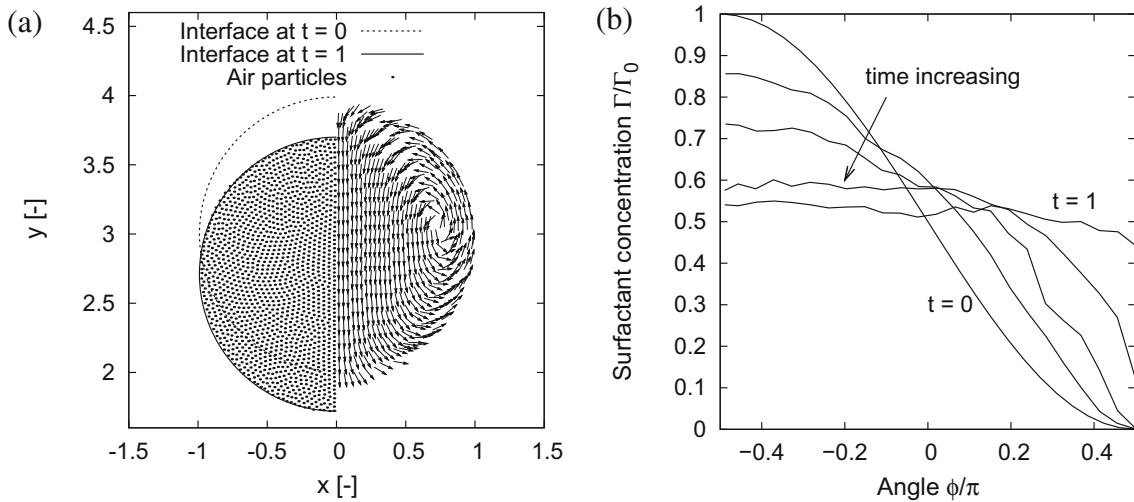 (a)
4.5
4
3.5
3
2.5
2
y [-]
Interface at t = 0
Interface at t = 1
Air particles
-1.5
-1
-0.5
0
0.5
1
1.5
x [-]
(b)
1
0.9
0.8
0.7
0.6
0.5
0.4
0.3
0.2
0.1
0
Surfactant concentration Γ/Γ0
time increasing
t = 1
t = 0
−0.4
−0.2
0
0.2
0.4
Angle ϕ/π